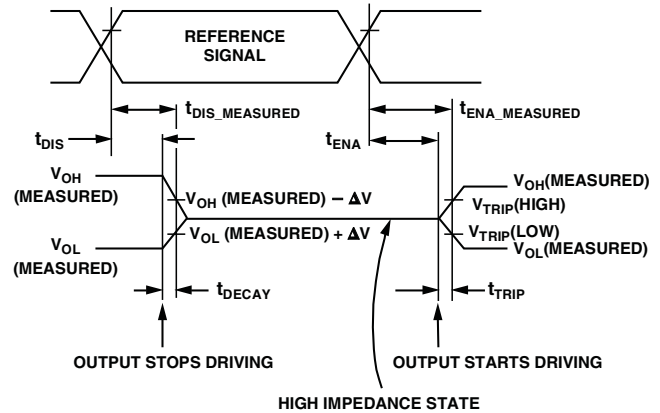 REFERENCE
SIGNAL
tDIS_MEASURED
tENA_MEASURED
tDIS
tENA
VOH
(MEASURED)
VOH (MEASURED) − ΔV
VOH(MEASURED)
VTRIP(HIGH)
VOL
(MEASURED)
VOL (MEASURED) + ΔV
VTRIP(LOW)
VOL(MEASURED)
tDECAY
tTRIP
OUTPUT STOPS DRIVING
OUTPUT STARTS DRIVING
HIGH IMPEDANCE STATE